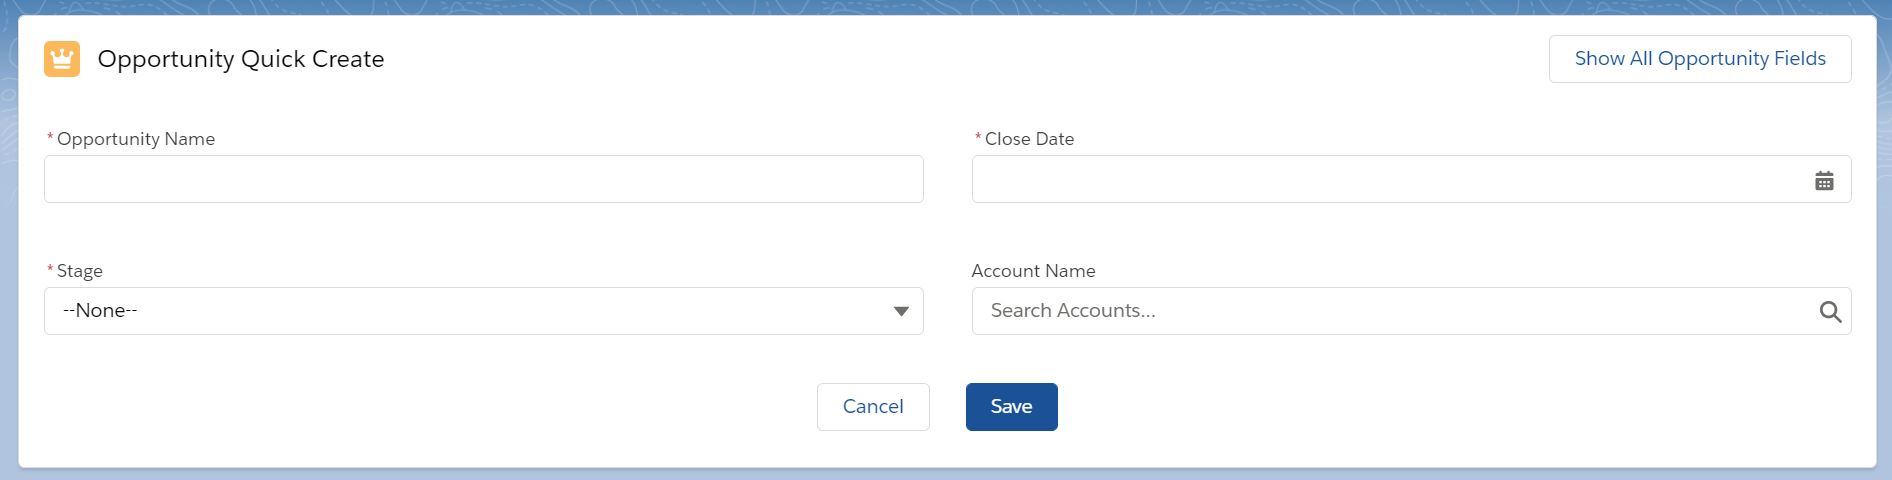 Opportunity Quick Create
Show All Opportunity Fields
* Opportunity Name
* Close Date
* Stage
--None--
Account Name
Search Accounts...
Cancel
Save